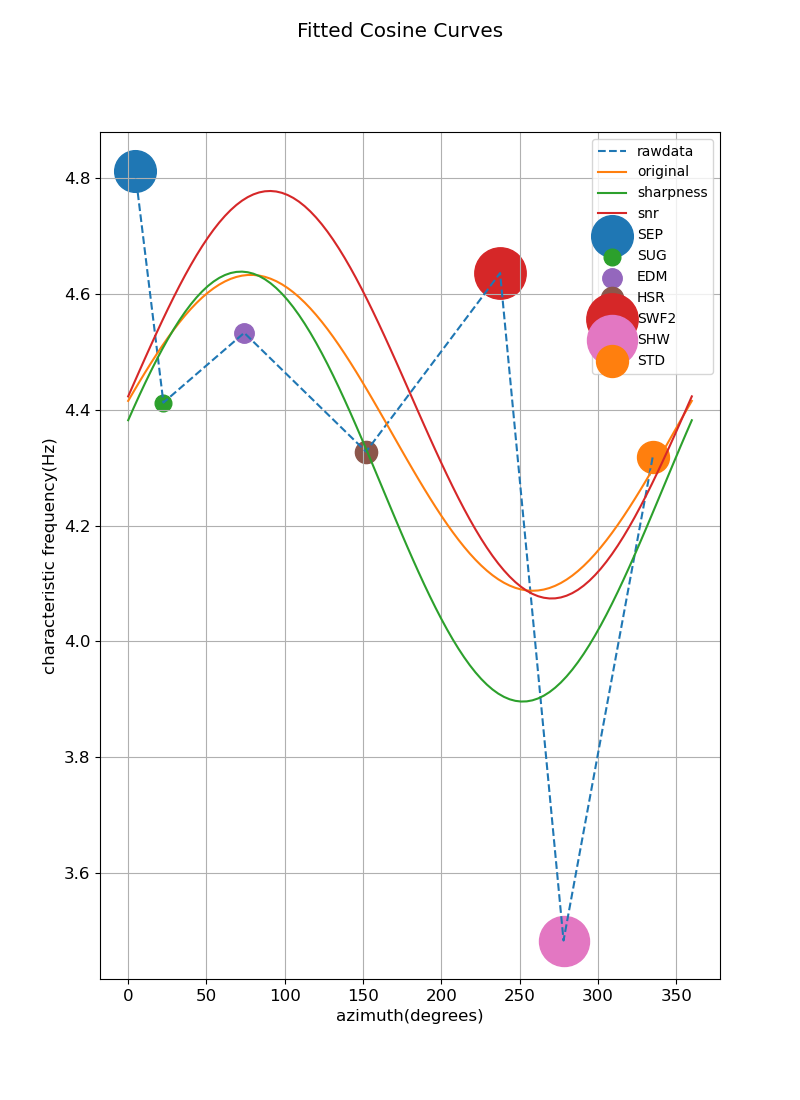 Fitted Cosine Curves
rawdata
original
sharpness
snr
SEP
SUG
EDM
HSR
SWF2
SHW
STD
4.8
4.6
4.4
4.2
4.0
3.8
3.6
characteristic frequency(Hz)
0 50 100 150 200 250 300 350
azimuth(degrees)